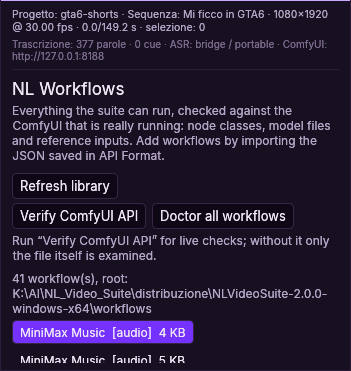 Progetto: gta6-shorts · Sequenza: Mi ficco in GTA6 · 1080×1920
@ 30.00 fps · 0.0/149.2 s · selezione: 0
Trascrizione: 377 parole · 0 cue · ASR: bridge / portable · ComfyUI:
http://127.0.0.1:8188
NL Workflows
Everything the suite can run, checked against the
ComfyUI that is really running: node classes, model files
and reference inputs. Add workflows by importing the
JSON saved in API Format.
Refresh library
Verify ComfyUI API
Doctor all workflows
Run “Verify ComfyUI API” for live checks; without it only
the file itself is examined.
41 workflow(s), root:
K:\AI\NL_Video_Suite\distribuzione\NLVideoSuite-2.0.0-
windows-x64\workflows
MiniMax Music [audio] 4 KB
MiniMax Music [audio] 5 KB